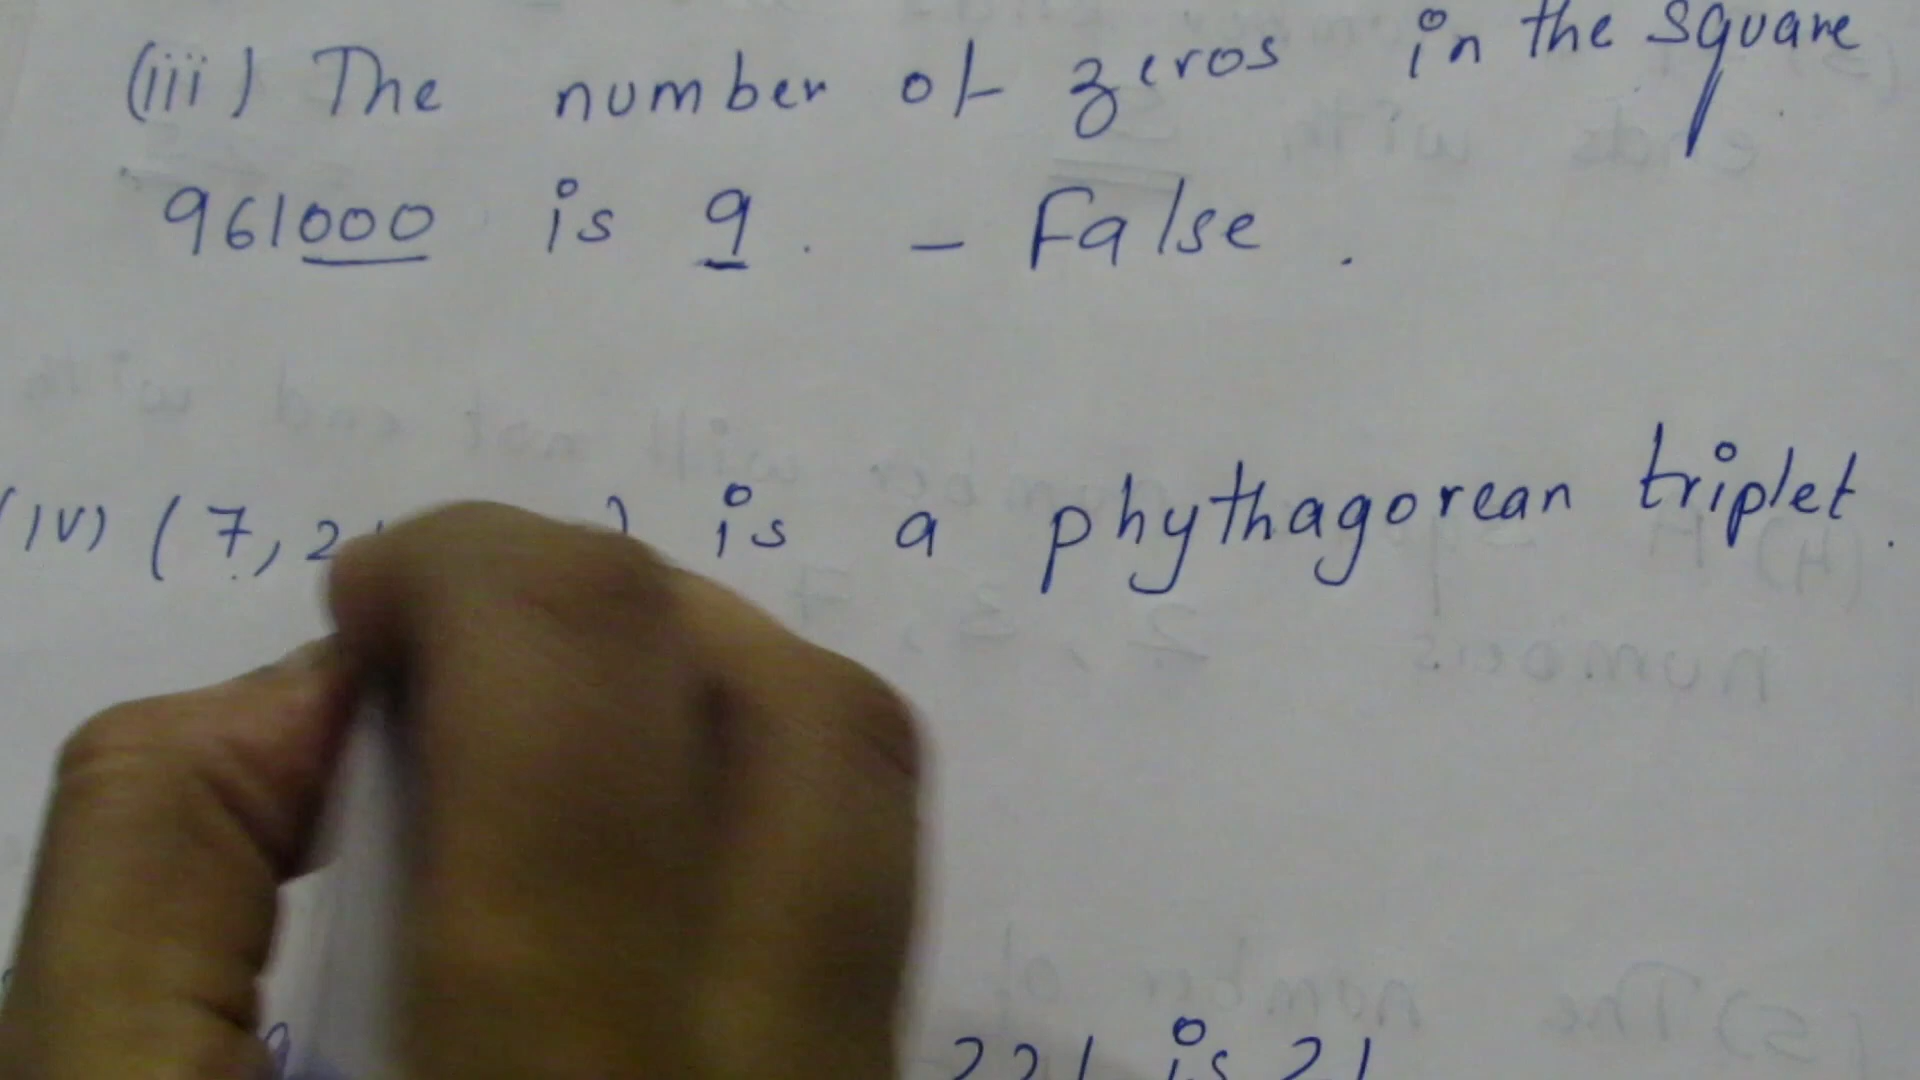 (iii) The number of zeros in the square
961000 is 9. - False.
(IV) (7, 2 ) is a phythagorean triplet.
221 is 21